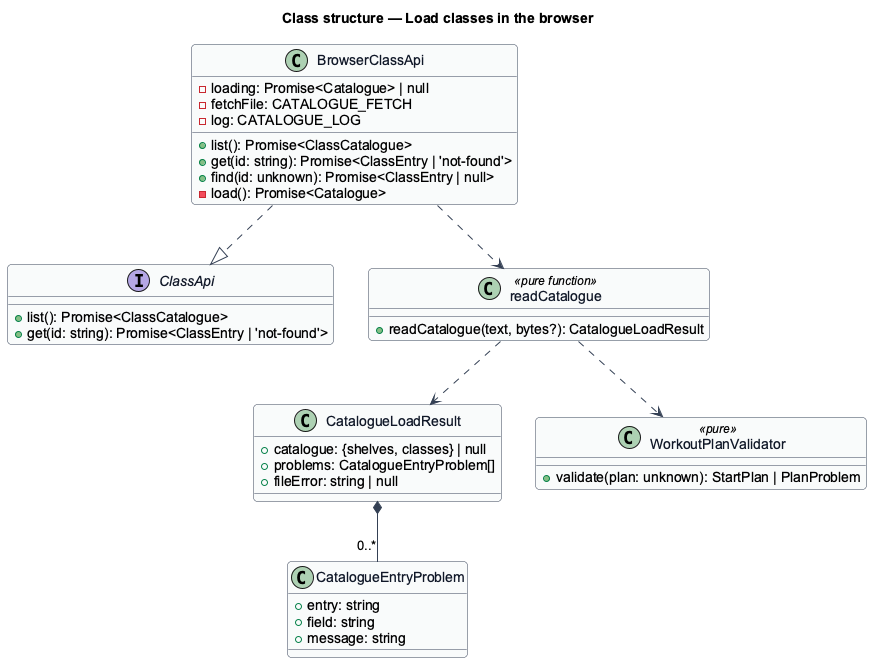 Class structure — Load classes in the browser
C BrowserClassApi
loading: Promise<Catalogue> | null
fetchFile: CATALOGUE_FETCH
log: CATALOGUE_LOG
list(): Promise<ClassCatalogue>
get(id: string): Promise<ClassEntry | 'not-found'>
find(id: unknown): Promise<ClassEntry | null>
load(): Promise<Catalogue>
I ClassApi
list(): Promise<ClassCatalogue>
get(id: string): Promise<ClassEntry | 'not-found'>
«pure function»
C readCatalogue
readCatalogue(text, bytes?): CatalogueLoadResult
C CatalogueLoadResult
catalogue: {shelves, classes} | null
problems: CatalogueEntryProblem[]
fileError: string | null
«pure»
C WorkoutPlanValidator
validate(plan: unknown): StartPlan | PlanProblem
0..*
C CatalogueEntryProblem
entry: string
field: string
message: string